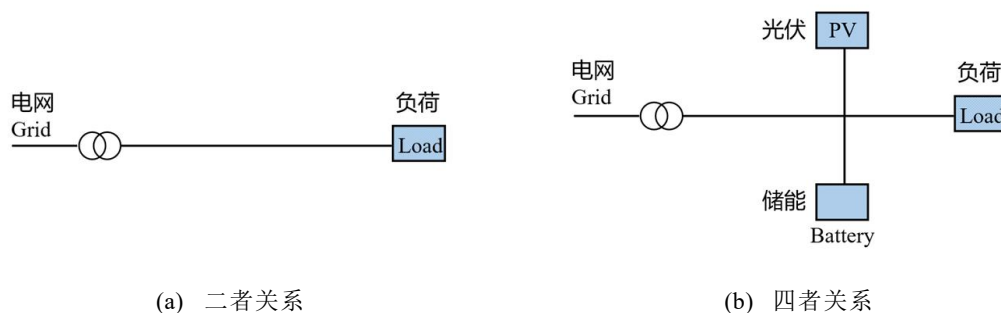 电网
Grid
负荷
Load
(a) 二者关系
光伏
PV
电网
Grid
负荷
Load
储能
Battery
(b) 四者关系